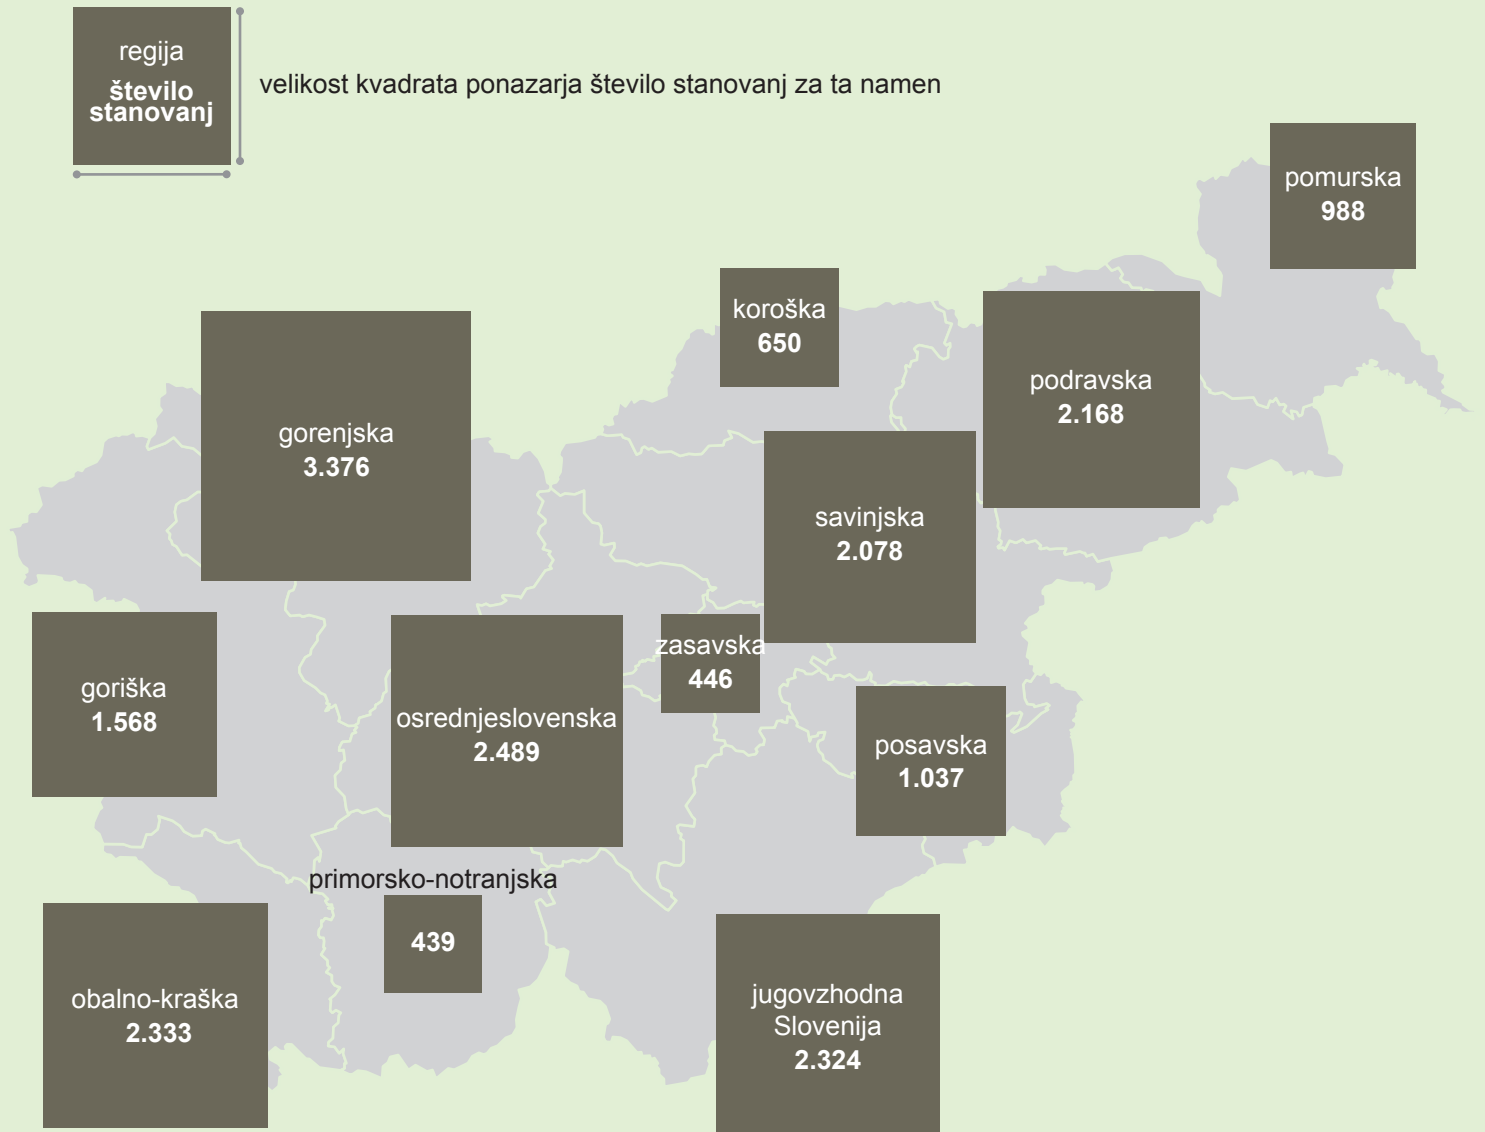 regija
število
stanovanj
velikost kvadrata ponazarja število stanovanj za ta namen
pomurska
988
koroška
650
podravska
2.168
gorenjska
3.376
savinjska
2.078
zasavska
446
goriška
1.568
osrednjeslovenska
2.489
posavska
1.037
primorsko-notranjska
439
obalno-kraška
2.333
jugovzhodna
Slovenija
2.324